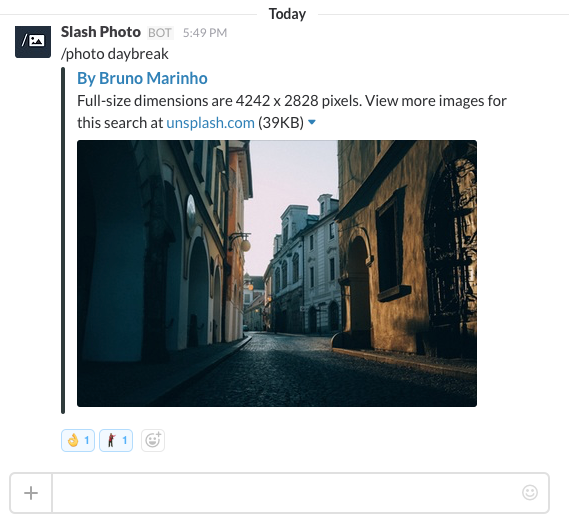 Today
Slash Photo BOT 5:49 PM
/photo daybreak
By Bruno Marinho
Full-size dimensions are 4242 x 2828 pixels. View more images for
this search at unsplash.com (39KB)
1 1